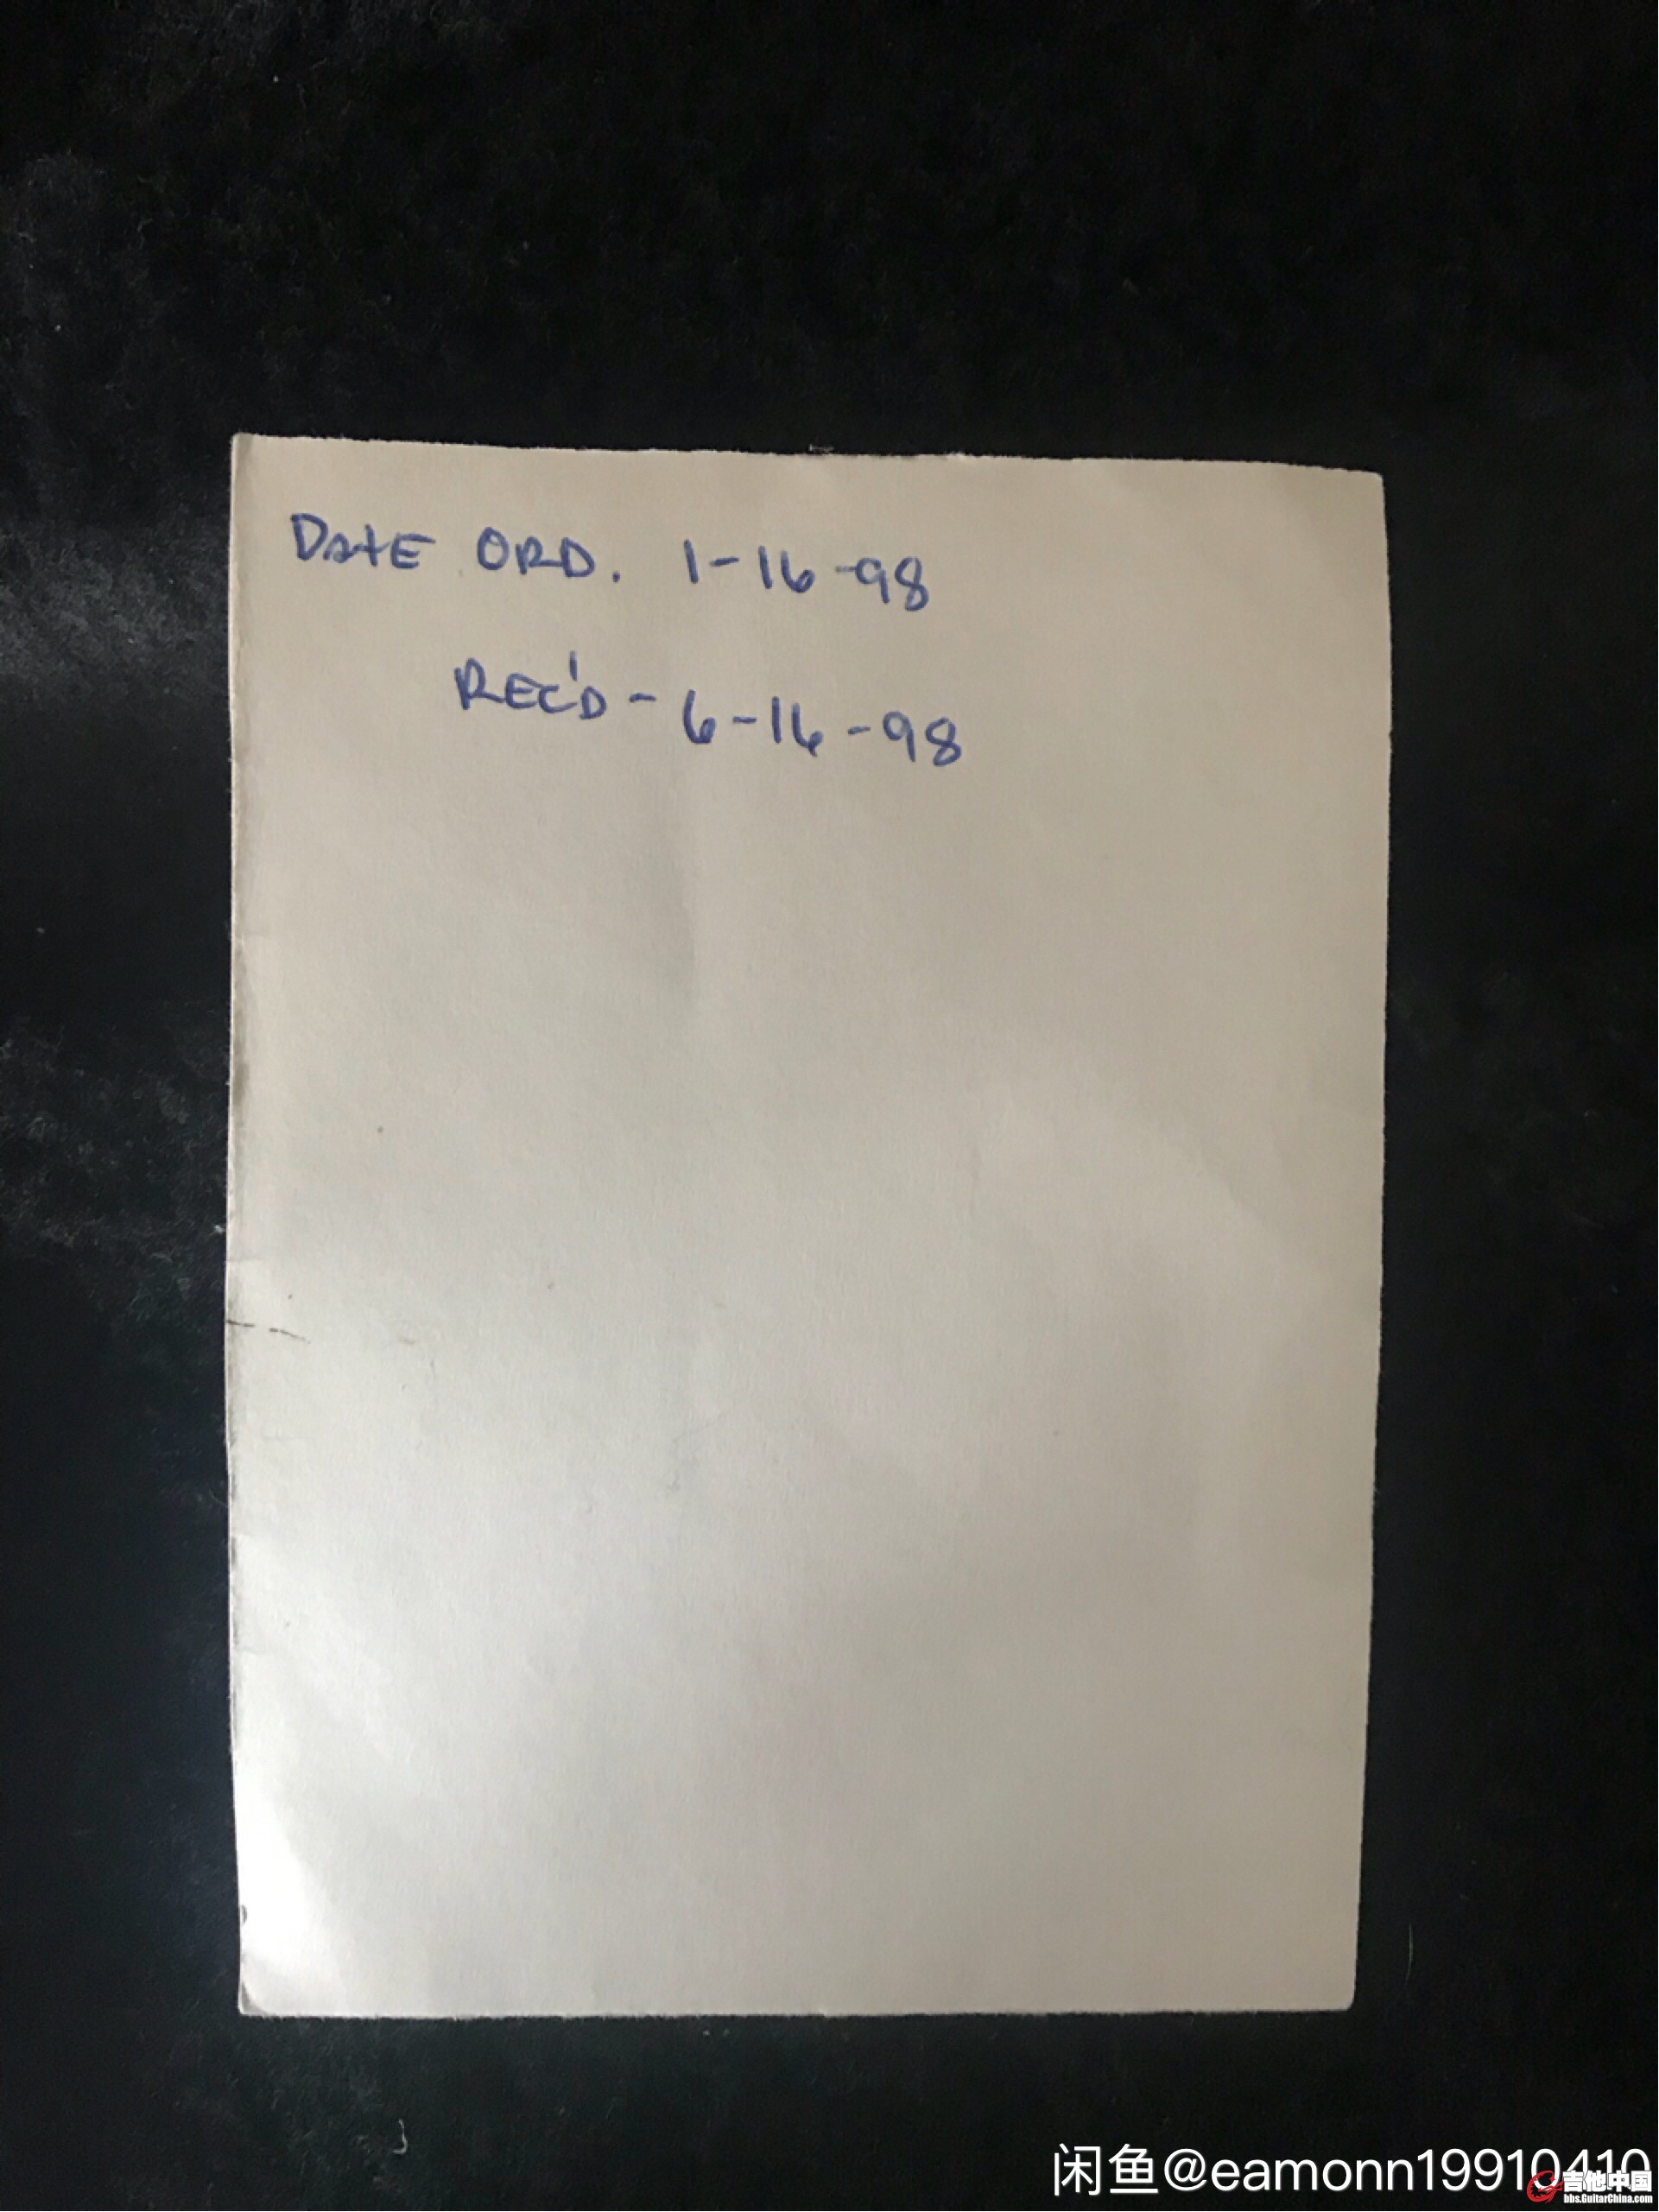 DatE ORD. 1-16-98
REC'D - 6-16-98
闲鱼@eamonn19910410
吉他中国
bbs.GuitarChina.com